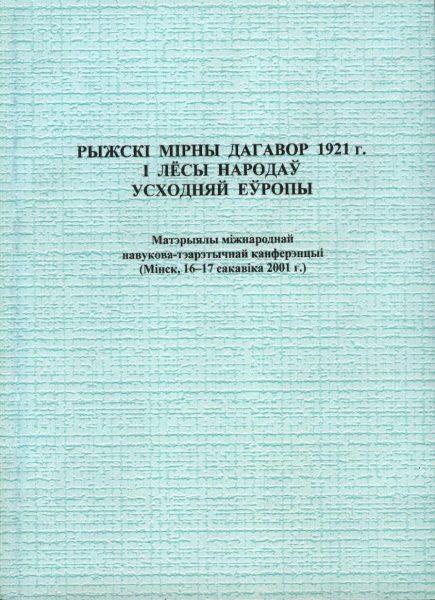 РЫЖСКІ МІРНЫ ДАГАВОР 1921 г.
І ЛЁСЫ НАРОДАЎ
УСХОДНЯЙ ЕЎРОПЫ
Матэрыялы міжнароднай
навукова-тэарэтычнай канферэнцыі
(Мінск, 16–17 сакавіка 2001 г.)